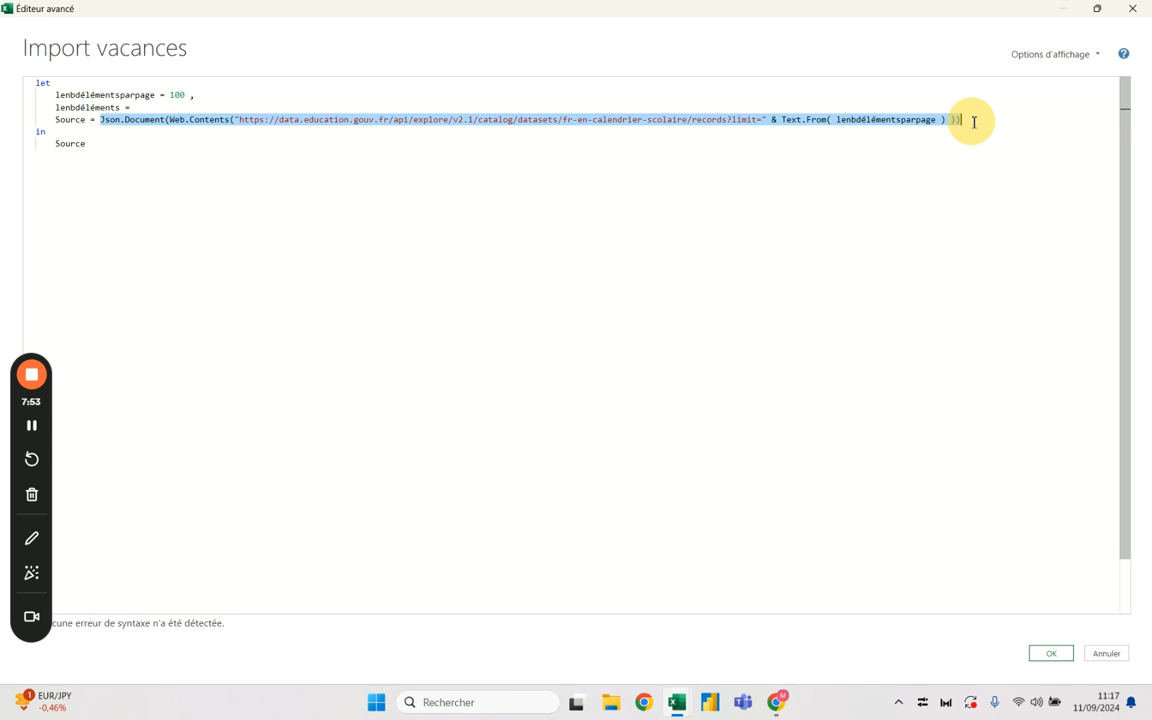 Éditeur avancé
Import vacances
Options d'affichage
?
let
lenbdélémentsparpage = 100 ,
lenbdéléments =
Source = Json.Document(Web.Contents("https://data.education.gouv.fr/api/explore/v2.1/catalog/datasets/fr-en-calendrier-scolaire/records?limit=" & Text.From( lenbdélémentsparpage ) ))
in
Source
7:53
cune erreur de syntaxe n'a été détectée.
OK
Annuler
1
EUR/JPY
-0,46%
Rechercher
M
11:17
11/09/2024